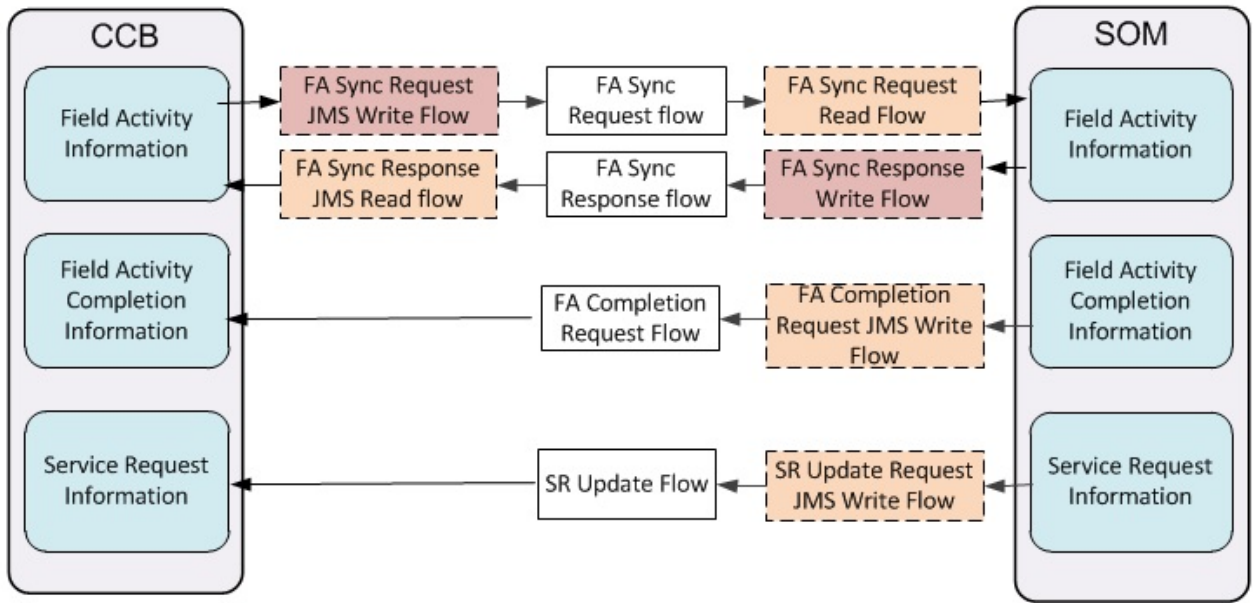 CCB
SOM
Field Activity
Information
FA Sync Request
JMS Write Flow
FA Sync
Request flow
FA Sync Request
Read Flow
Field Activity
Information
FA Sync Response
JMS Read flow
FA Sync
Response flow
FA Sync Response
Write Flow
Field Activity
Completion
Information
FA Completion
Request Flow
FA Completion
Request JMS Write
Flow
Field Activity
Completion
Information
Service Request
Information
SR Update Flow
SR Update Request
JMS Write Flow
Service Request
Information